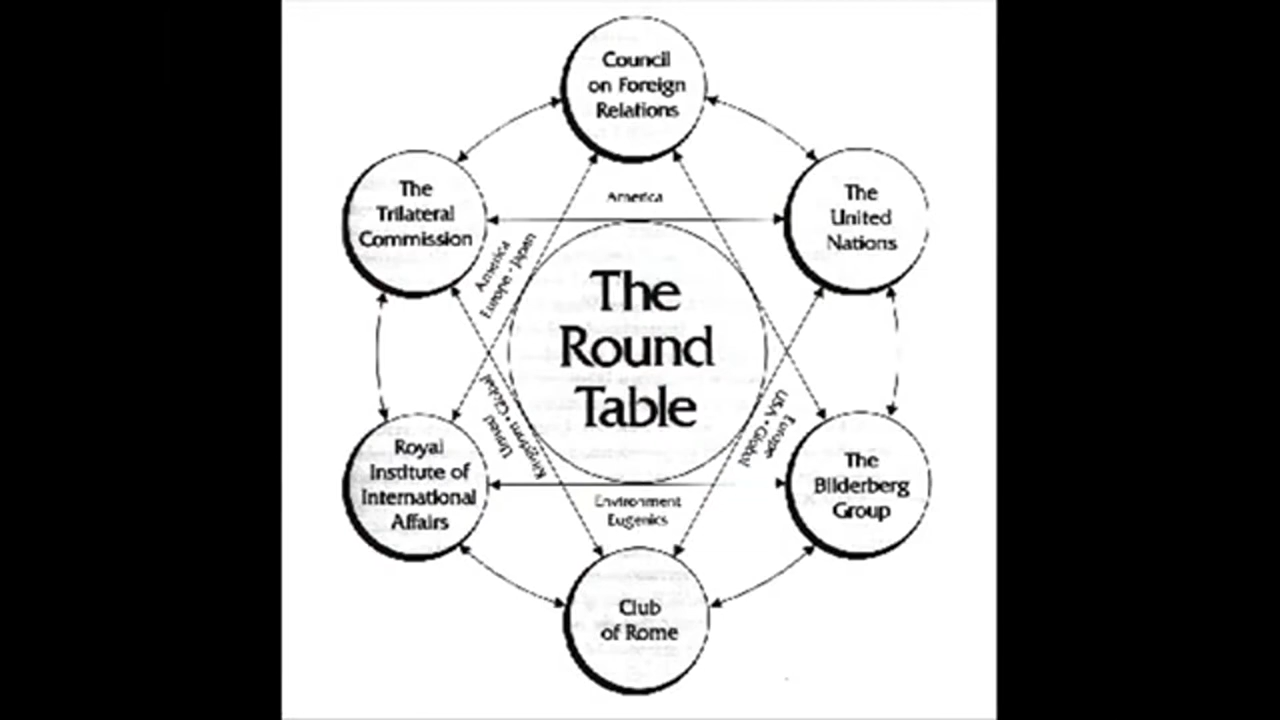 Council
on Foreign
Relations
The
Trilateral
Commission
America
The
United
Nations
America
Europe • Japan
The
Round
Table
United
Kingdom • Global
Europe
USA • Global
Royal
Institute of
International
Affairs
The
Bilderberg
Group
Environment
Eugenics
Club
of Rome